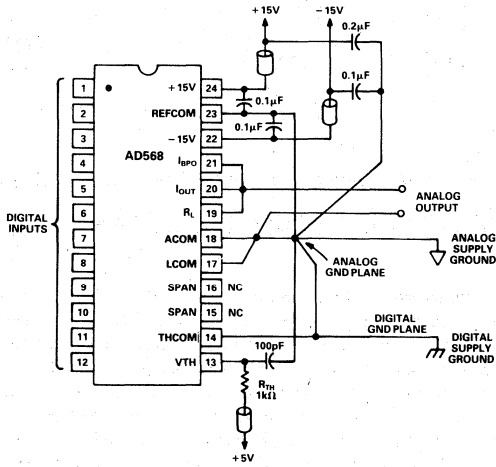 +15V
-15V
0.2µF
0.1µF
1
2
3
4
5
6
7
8
9
10
11
12
DIGITAL
INPUTS
AD568
+15V 24
REFCOM 23
-15V 22
IBPO 21
IOUT 20
RL 19
ACOM 18
LCOM 17
SPAN 16 NC
SPAN 15 NC
THCOM 14
VTH 13
0.1µF
0.1µF
ANALOG
OUTPUT
ANALOG
GND PLANE
ANALOG
SUPPLY
GROUND
DIGITAL
GND PLANE
DIGITAL
SUPPLY
GROUND
100pF
RTH
1kΩ
+5V